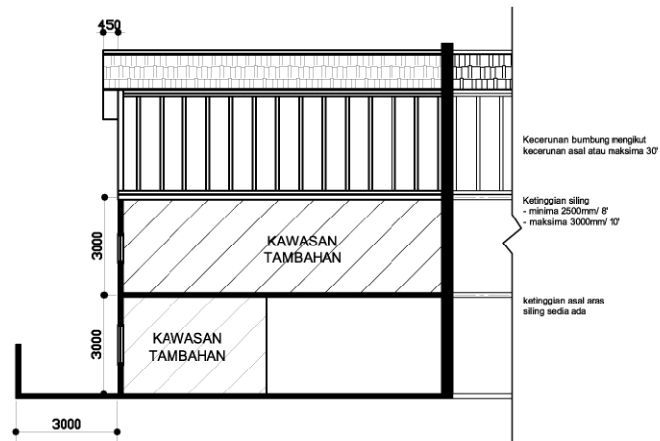 450
Kecerunan bumbung mengikut
kecerunan asal atau maksima 30'
Ketinggian siling
- minima 2500mm/ 8'
- maksima 3000mm/ 10'
3000
KAWASAN
TAMBAHAN
ketinggian asal aras
siling sedia ada
3000
KAWASAN
TAMBAHAN
3000